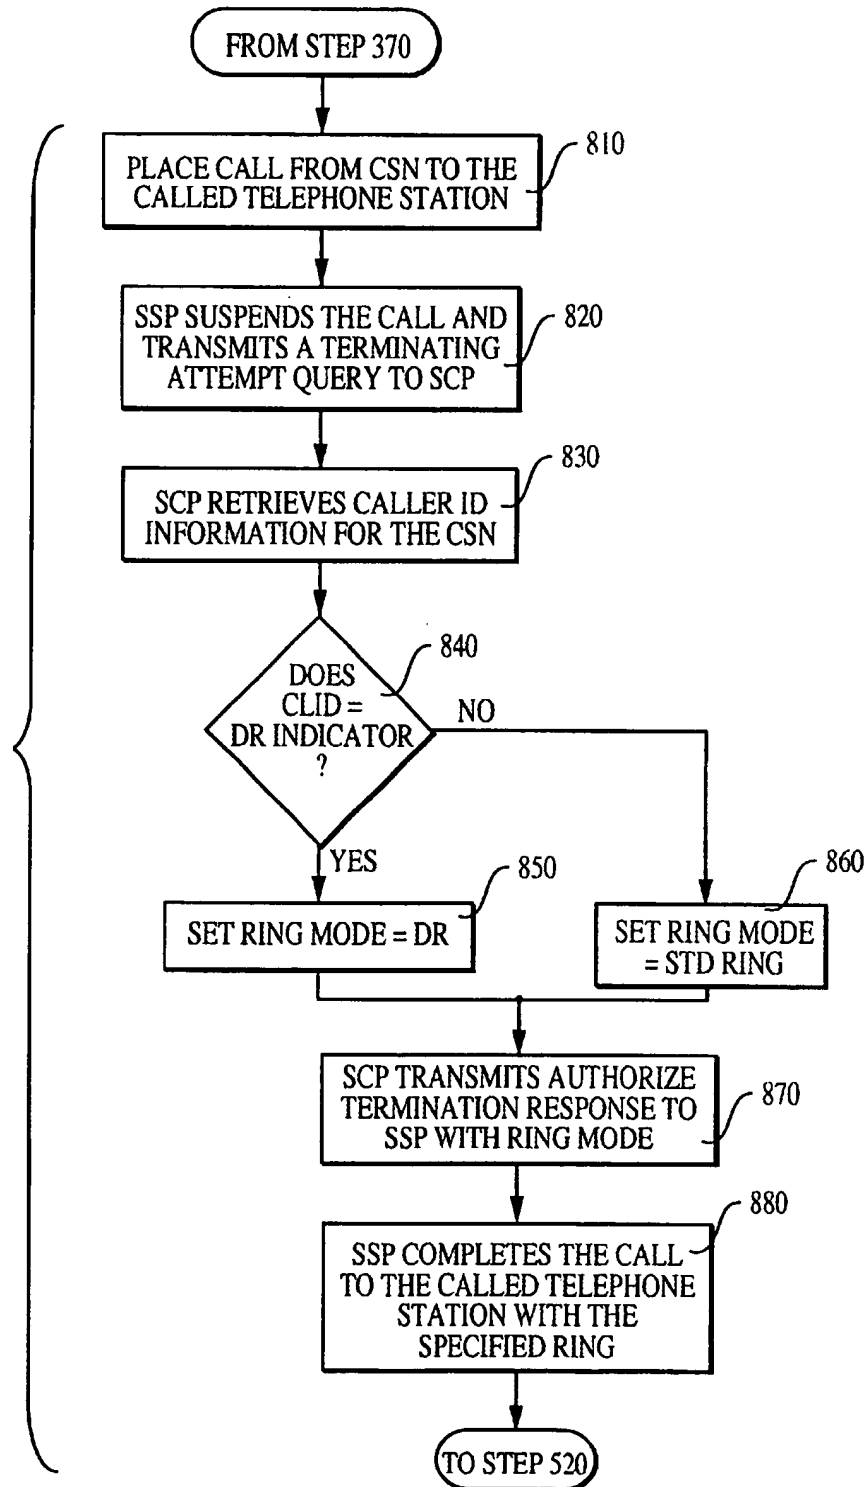 FROM STEP 370
810
PLACE CALL FROM CSN TO THE
CALLED TELEPHONE STATION
820
SSP SUSPENDS THE CALL AND
TRANSMITS A TERMINATING
ATTEMPT QUERY TO SCP
830
SCP RETRIEVES CALLER ID
INFORMATION FOR THE CSN
840
DOES
CLID =
DR INDICATOR
?
NO
YES
850
SET RING MODE = DR
860
SET RING MODE
= STD RING
SCP TRANSMITS AUTHORIZE
TERMINATION RESPONSE TO
SSP WITH RING MODE
870
880
SSP COMPLETES THE CALL
TO THE CALLED TELEPHONE
STATION WITH THE
SPECIFIED RING
TO STEP 520